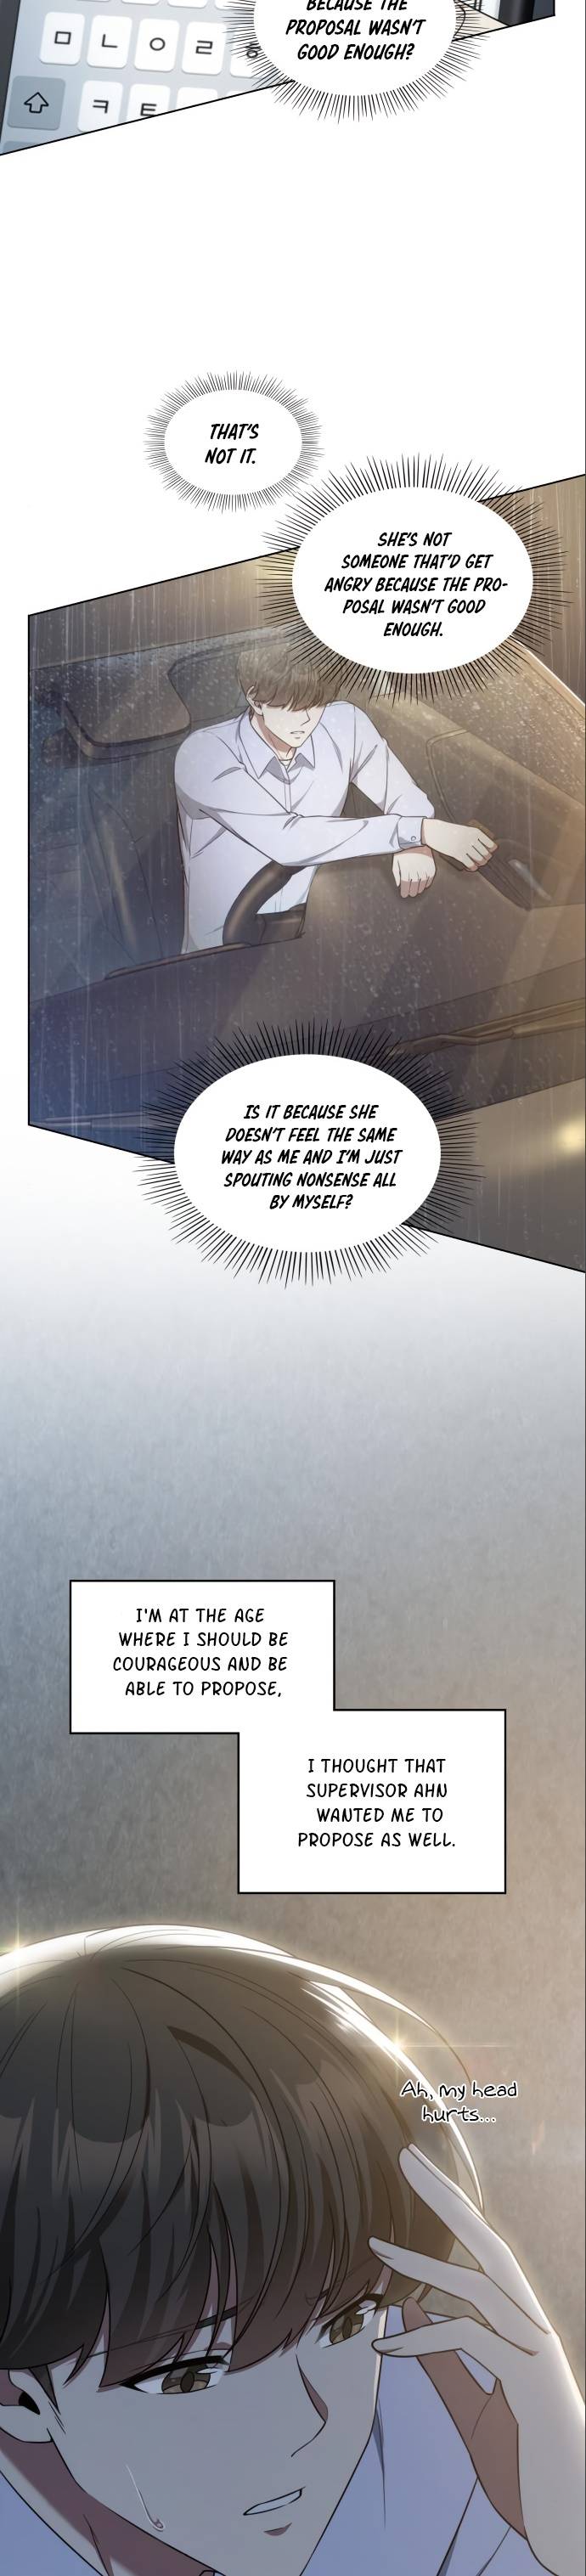 BECAUSE THE
PROPOSAL WASN'T
GOOD ENOUGH?
ㅁ ㄴ ㅇ ㄹ ㅎ
ㅋ ㅌ
THAT'S
NOT IT.
SHE'S NOT
SOMEONE THAT'D GET
ANGRY BECAUSE THE PRO-
POSAL WASN'T GOOD
ENOUGH.
IS IT BECAUSE SHE
DOESN'T FEEL THE SAME
WAY AS ME AND I'M JUST
SPOUTING NONSENSE ALL
BY MYSELF?
I'M AT THE AGE
WHERE I SHOULD BE
COURAGEOUS AND BE
ABLE TO PROPOSE,
I THOUGHT THAT
SUPERVISOR AHN
WANTED ME TO
PROPOSE AS WELL.
Ah, my head
hurts...